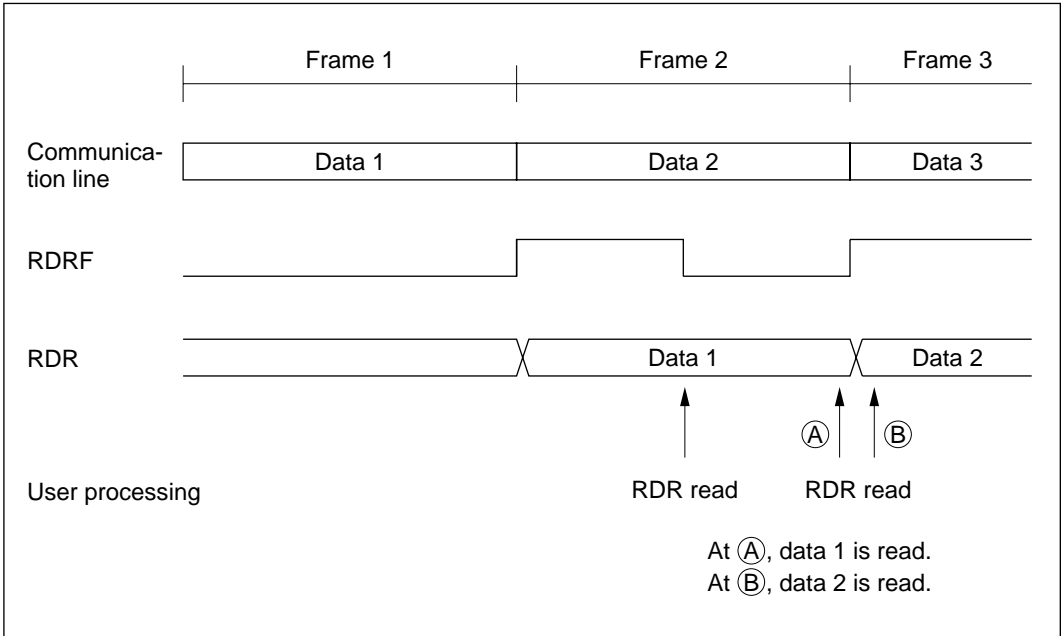 Frame 1 Frame 2 Frame 3
Communica-
tion line
Data 1 Data 2 Data 3
RDRF
RDR Data 1 Data 2
Ⓐ Ⓑ
User processing RDR read RDR read
At Ⓐ, data 1 is read.
At Ⓑ, data 2 is read.